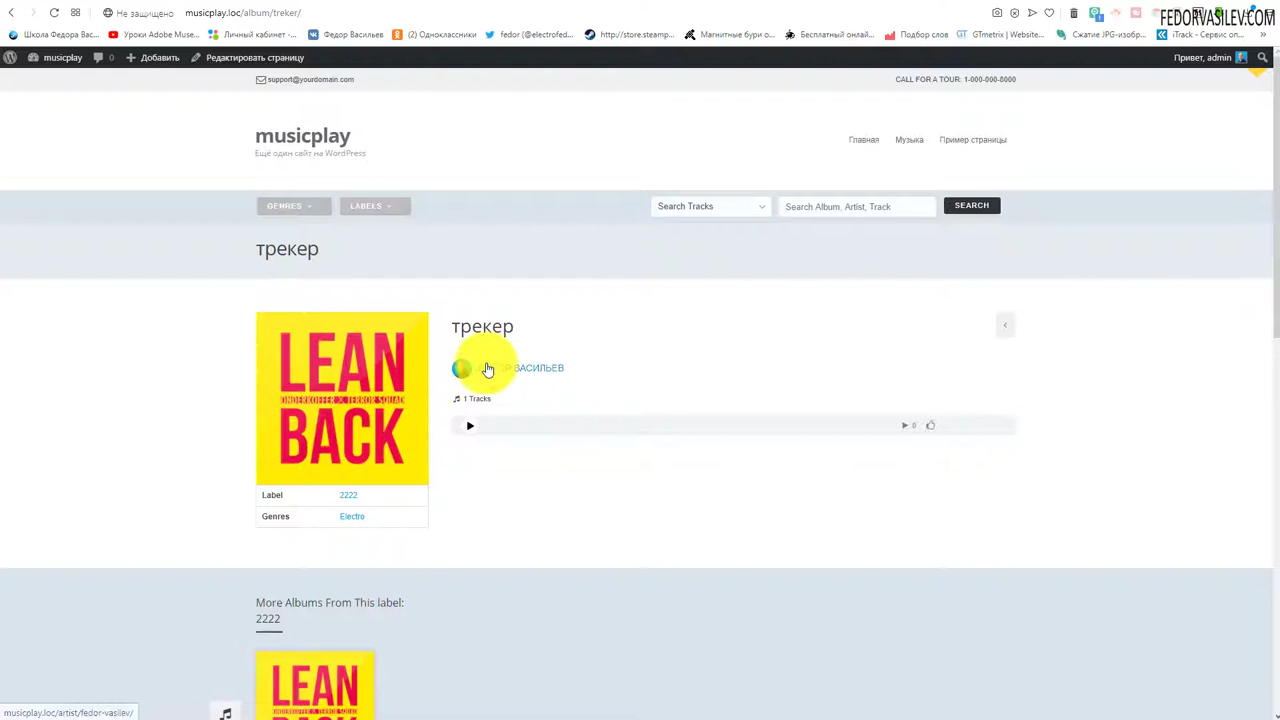 Не защищено musicplay.loc/album/treker/
FEDORVASILEV.COM
Школа Федора Вас... Уроки Adobe Muse... Личный кабинет -... Федор Васильев (2) Одноклассники fedor (@electrofed... http://store.steamp... Магнитные бури о... Бесплатный онлай... Подбор слов GTmetrix | Website... Сжатие JPG-изобр... iTrack - Сервис оп...
musicplay 0 Добавить Редактировать страницу Привет, admin
support@yourdomain.com CALL FOR A TOUR: 1-000-000-8000
musicplay
Ещё один сайт на WordPress
Главная Музыка Пример страницы
GENRES LABELS Search Tracks Search Album, Artist, Track SEARCH
трекер
LEAN
ONDERKOFFER X TERROR SQUAD
BACK
трекер
ВАСИЛЬЕВ
1 Tracks
0
Label 2222
Genres Electro
More Albums From This label:
2222
LEAN
musicplay.loc/artist/fedor-vasilev/